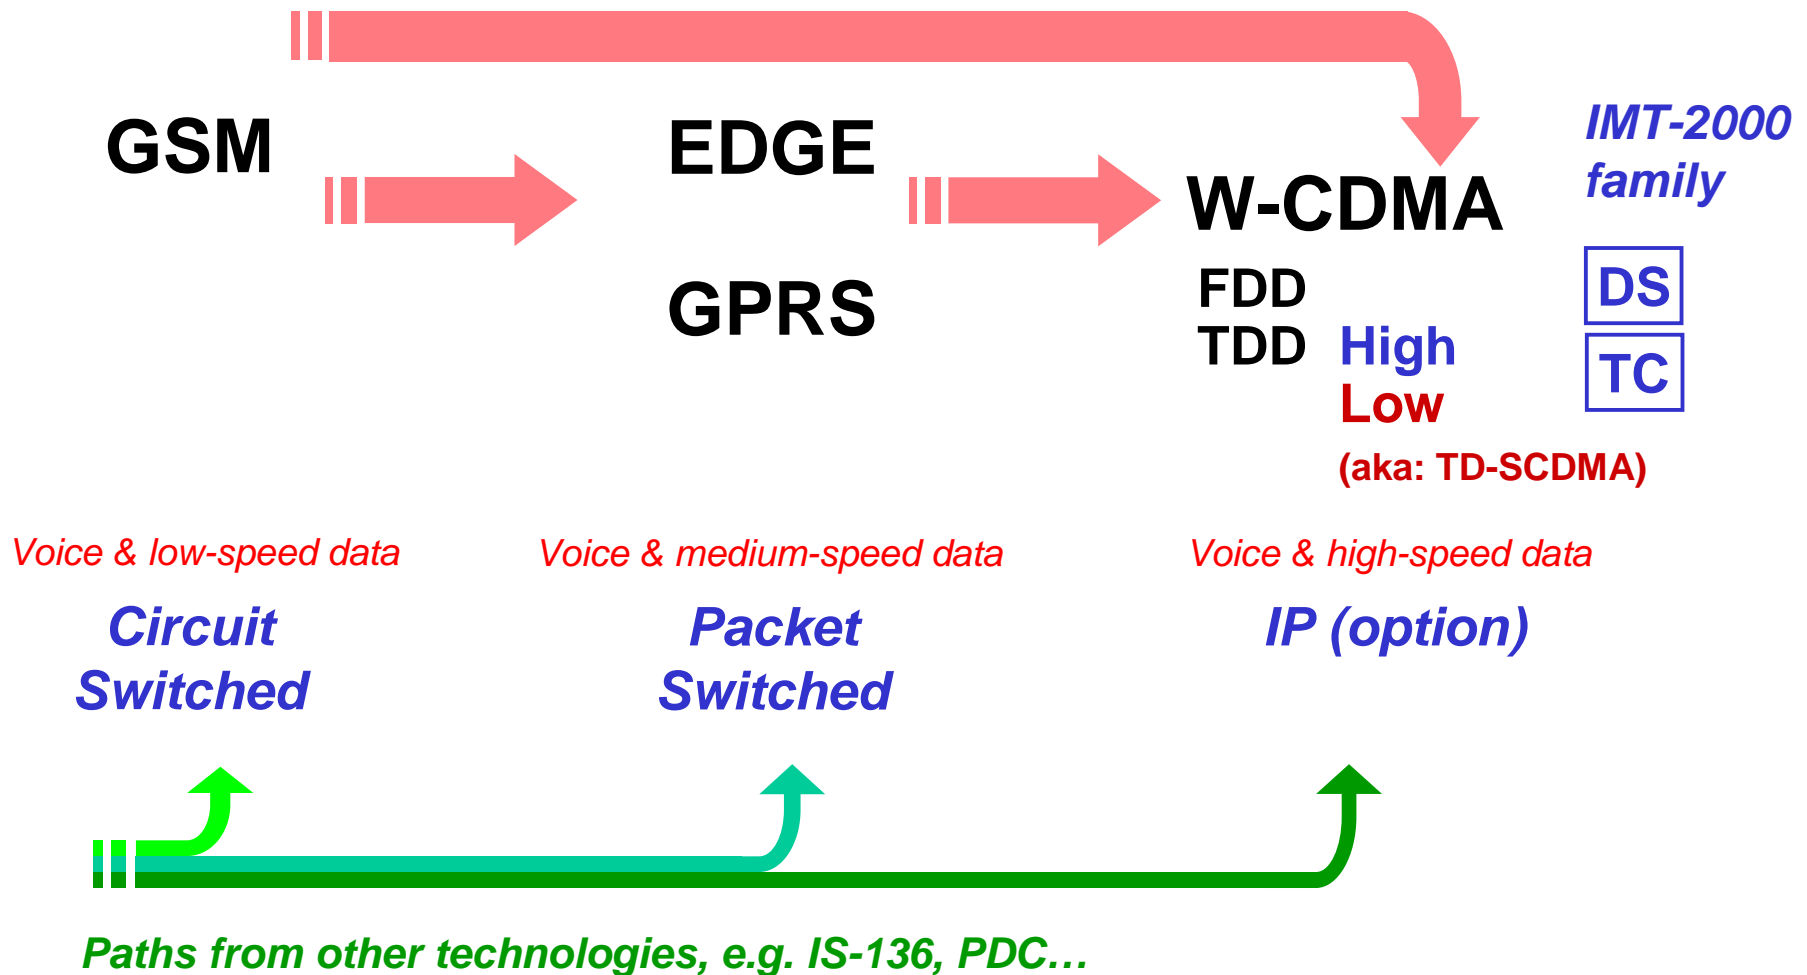 GSM
EDGE
GPRS
W-CDMA
FDD
TDD High
Low
(aka: TD-SCDMA)
IMT-2000
family
DS
TC
Voice & low-speed data
Voice & medium-speed data
Voice & high-speed data
Circuit
Switched
Packet
Switched
IP (option)
Paths from other technologies, e.g. IS-136, PDC…